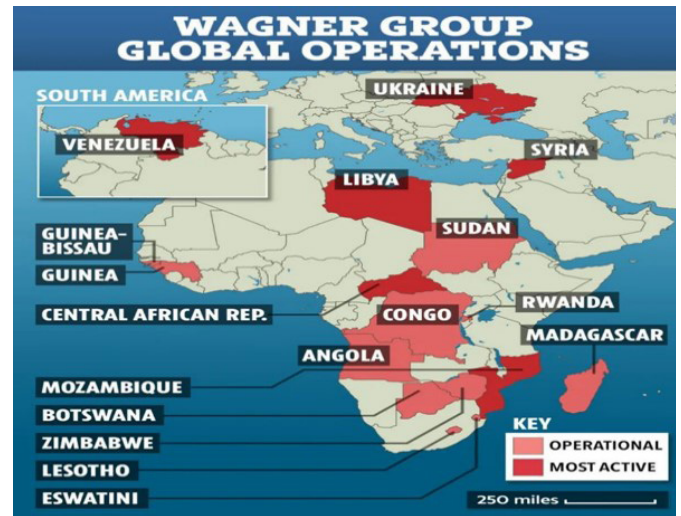 WAGNER GROUP
GLOBAL OPERATIONS
SOUTH AMERICA
VENEZUELA
UKRAINE
SYRIA
LIBYA
SUDAN
GUINEA-
BISSAU
GUINEA
CENTRAL AFRICAN REP.
CONGO
RWANDA
MADAGASCAR
ANGOLA
MOZAMBIQUE
BOTSWANA
ZIMBABWE
LESOTHO
ESWATINI
KEY
OPERATIONAL
MOST ACTIVE
250 miles